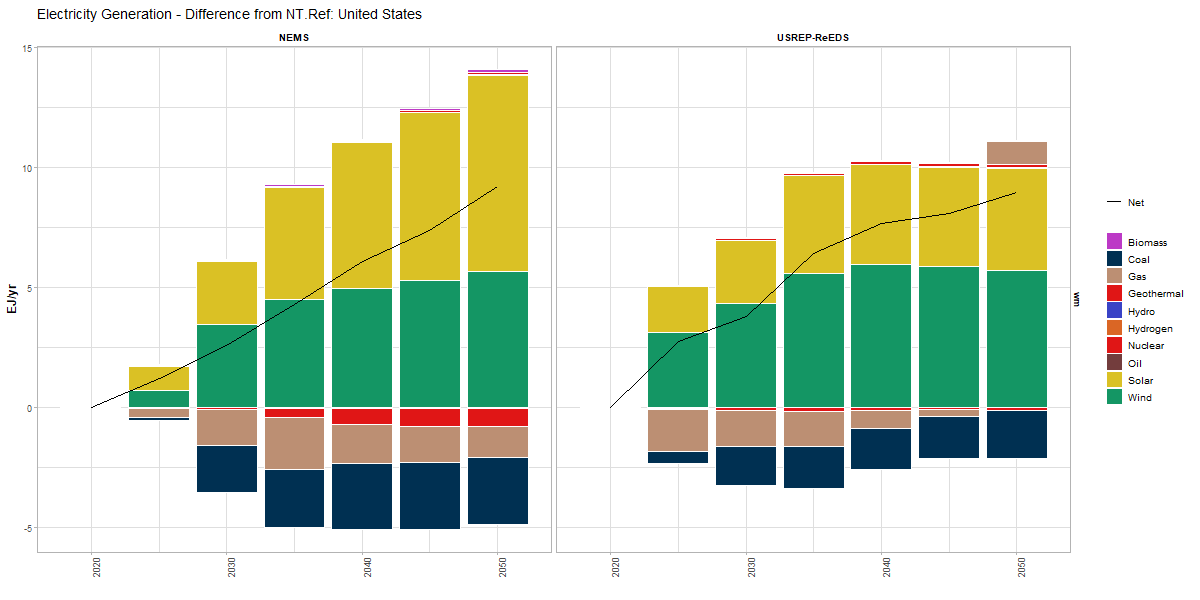 Electricity Generation - Difference from NT.Ref: United States
NEMS
USREP-ReEDS
15
10
5
0
-5
EJ/yr
2020
2030
2040
2050
2020
2030
2040
2050
wm
Net
Biomass
Coal
Gas
Geothermal
Hydro
Hydrogen
Nuclear
Oil
Solar
Wind